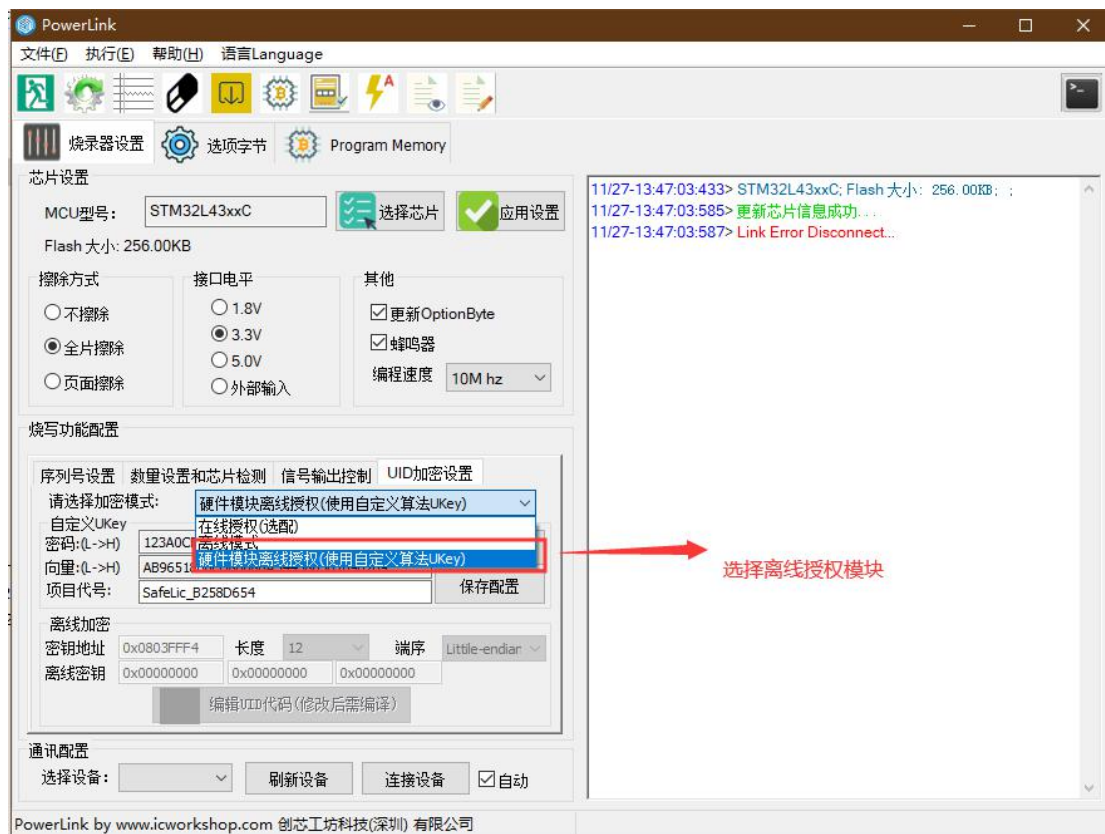 PowerLink
文件(F) 执行(E) 帮助(H) 语言Language
烧录器设置 选项字节 Program Memory
芯片设置
MCU型号: STM32L43xxC 选择芯片 应用设置
Flash 大小: 256.00KB
擦除方式 接口电平 其他
不擦除 1.8V 更新OptionByte
全片擦除 3.3V 蜂鸣器
页面擦除 5.0V 编程速度 10M hz
外部输入
烧写功能配置
序列号设置 数量设置和芯片检测 信号输出控制 UID加密设置
请选择加密模式: 硬件模块离线授权(使用自定义算法UKey)
自定义UKey 在线授权(选配)
密码:(L->H) 离线模式
向量:(L->H) 硬件模块离线授权(使用自定义算法UKey)
项目代号: SafeLic_B258D654 保存配置
离线加密
密钥地址 0x0803FFF4 长度 12 端序 Little-endian
离线密钥 0x00000000 0x00000000 0x00000000
编辑UID代码(修改后需编译)
通讯配置
选择设备: 刷新设备 连接设备 自动
PowerLink by www.icworkshop.com 创芯工坊科技(深圳) 有限公司
11/27-13:47:03:433> STM32L43xxC; Flash 大小: 256.00KB; ;
11/27-13:47:03:585> 更新芯片信息成功....
11/27-13:47:03:587> Link Error Disconnect...
选择离线授权模块